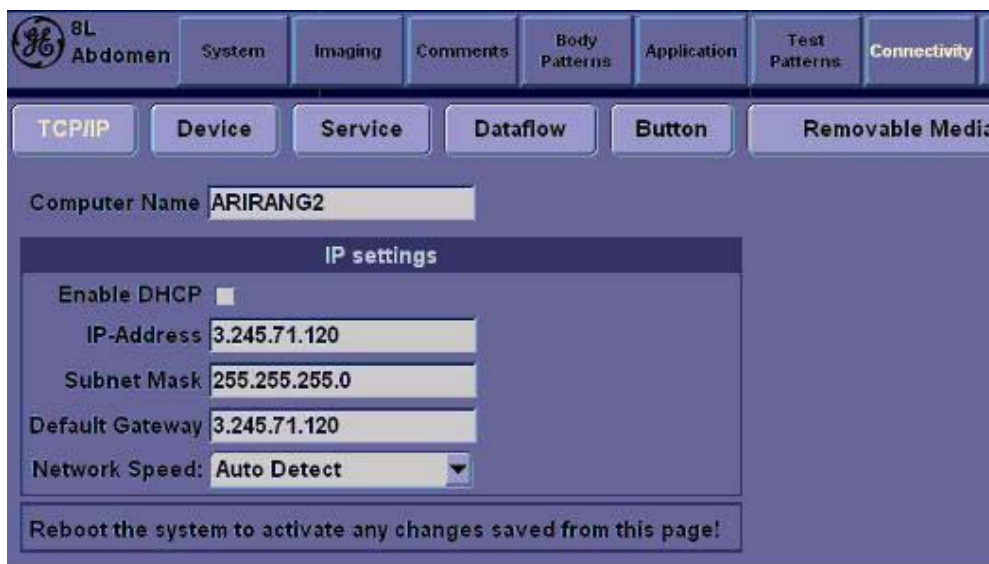 8L
Abdomen
System
Imaging
Comments
Body
Patterns
Application
Test
Patterns
Connectivity
TCP/IP
Device
Service
Dataflow
Button
Removable Media
Computer Name ARIRANG2
IP settings
Enable DHCP
IP-Address 3.245.71.120
Subnet Mask 255.255.255.0
Default Gateway 3.245.71.120
Network Speed: Auto Detect
Reboot the system to activate any changes saved from this page!